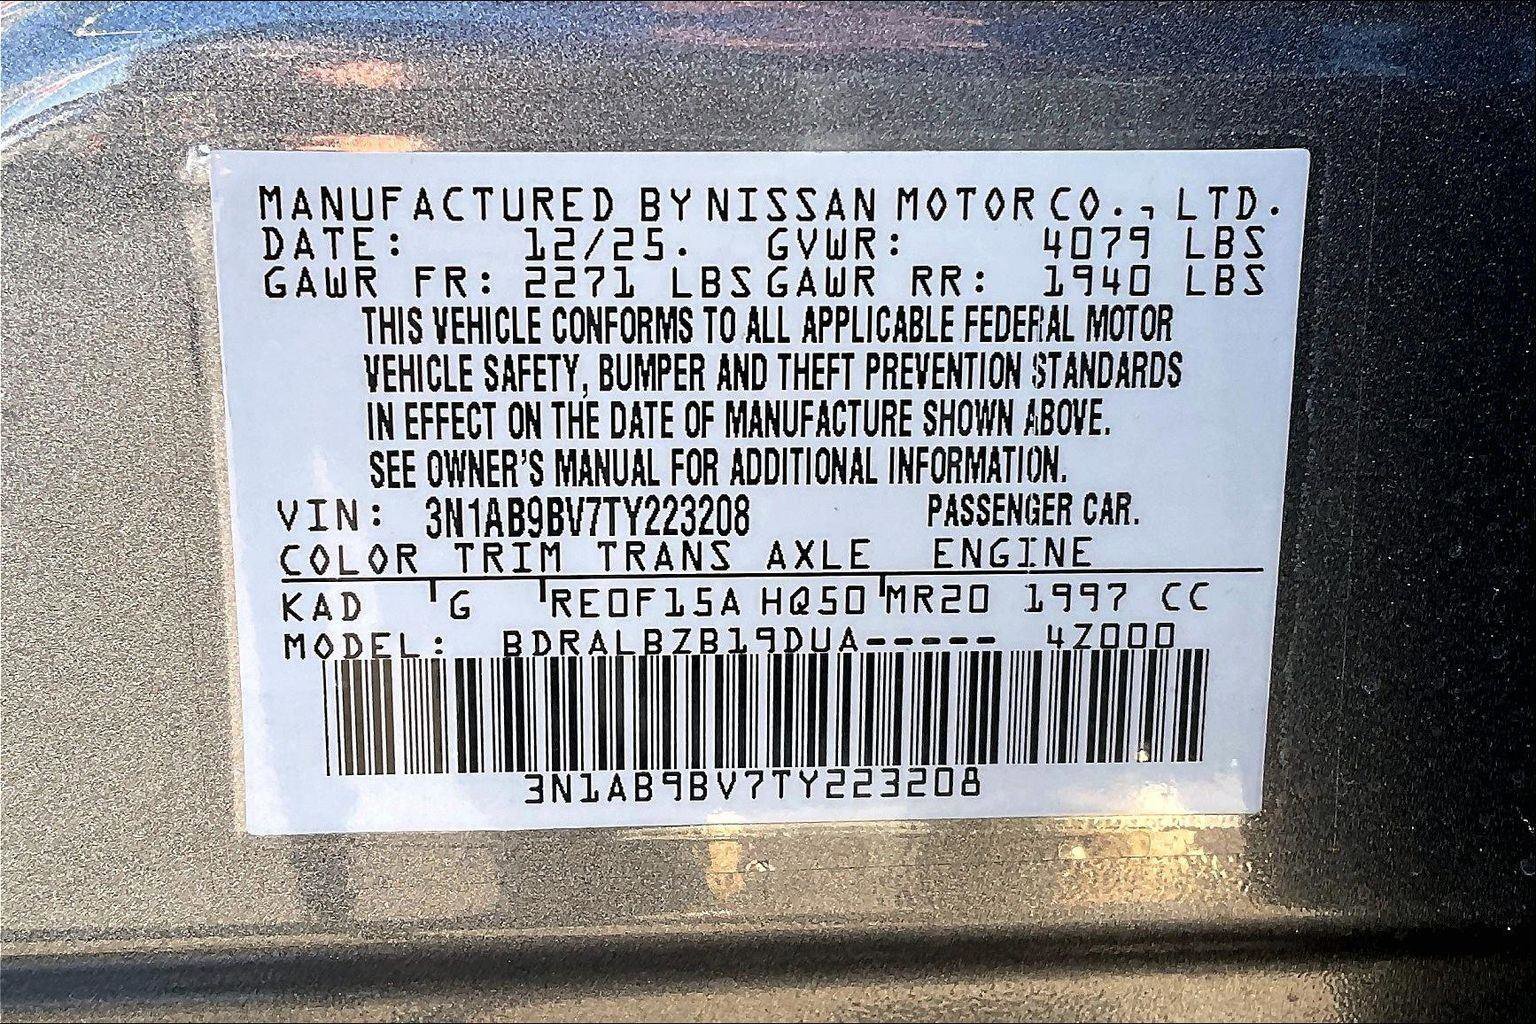 MANUFACTURED BY NISSAN MOTOR CO., LTD.
DATE: 12/25. GVWR: 4079 LBS
GAWR FR: 2271 LBS GAWR RR: 1940 LBS
THIS VEHICLE CONFORMS TO ALL APPLICABLE FEDERAL MOTOR
VEHICLE SAFETY, BUMPER AND THEFT PREVENTION STANDARDS
IN EFFECT ON THE DATE OF MANUFACTURE SHOWN ABOVE.
SEE OWNER'S MANUAL FOR ADDITIONAL INFORMATION.
VIN: 3N1AB9BV7TY223208 PASSENGER CAR.
COLOR TRIM TRANS AXLE ENGINE
KAD G RE0F15A HQ50 MR20 1997 CC
MODEL: BDRALBZB19DUA----- 4Z000
3N1AB9BV7TY223208